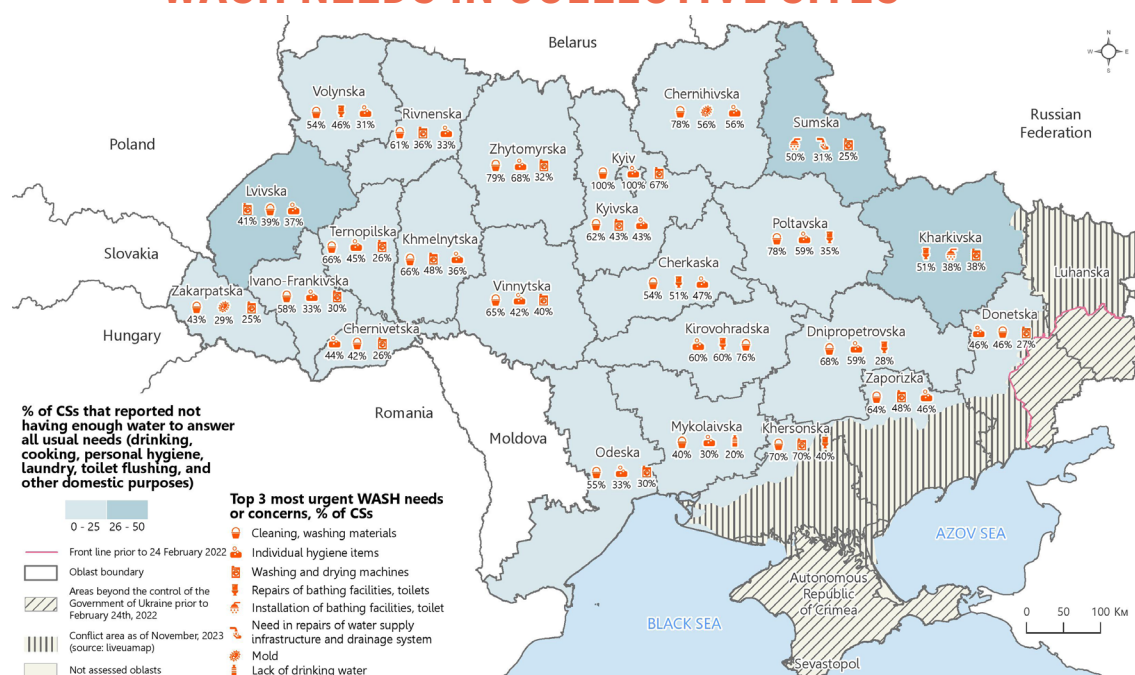 WASH NEEDS IN COLLECTIVE SITES
Belarus
N
W
E
S
Volynska
54% 46% 31%
Rivnenska
61% 36% 33%
Chernihivska
78% 56% 56%
Sumska
50% 31% 25%
Russian
Federation
Poland
Zhytomyrska
79% 68% 32%
Kyiv
100% 100% 67%
Lvivska
41% 39% 37%
Kyivska
62% 43% 43%
Ternopilska
66% 45% 26%
Khmelnytska
66% 48% 36%
Poltavska
78% 59% 35%
Kharkivska
51% 38% 38%
Slovakia
Cherkaska
54% 51% 47%
Luhanska
Zakarpatska
43% 29% 25%
Ivano-Frankivska
58% 33% 30%
Vinnytska
65% 42% 40%
Hungary
Chernivetska
44% 42% 26%
Kirovohradska
60% 60% 76%
Dnipropetrovska
68% 59% 28%
Donetska
46% 46% 27%
Zaporizka
64% 48% 46%
Romania
Moldova
Mykolaivska
40% 30% 20%
Khersonska
70% 70% 40%
Odeska
55% 33% 30%
AZOV SEA
BLACK SEA
Autonomous
Republic
of Crimea
Sevastopol
0 50 100 Км
% of CSs that reported not
having enough water to answer
all usual needs (drinking,
cooking, personal hygiene,
laundry, toilet flushing, and
other domestic purposes)
0 - 25 26 - 50
Front line prior to 24 February 2022
Oblast boundary
Areas beyond the control of the
Government of Ukraine prior to
February 24th, 2022
Conflict area as of November, 2023
(source: liveuamap)
Not assessed oblasts
Top 3 most urgent WASH needs
or concerns, % of CSs
Cleaning, washing materials
Individual hygiene items
Washing and drying machines
Repairs of bathing facilities, toilets
Installation of bathing facilities, toilet
Need in repairs of water supply
infrastructure and drainage system
Mold
Lack of drinking water